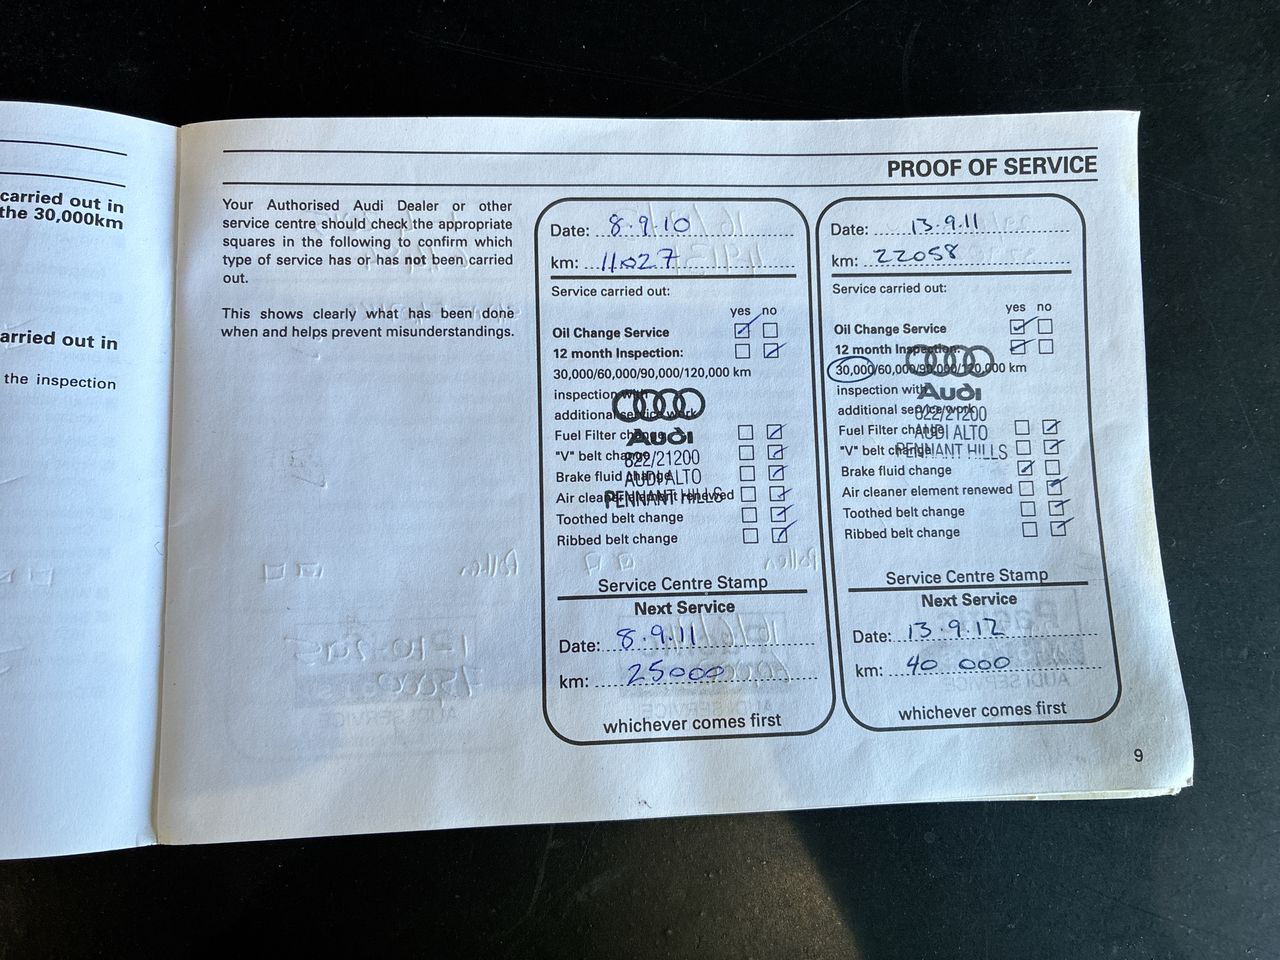 carried out in
the 30,000km
arried out in
the inspection
PROOF OF SERVICE
Your Authorised Audi Dealer or other
service centre should check the appropriate
squares in the following to confirm which
type of service has or has not been carried
out.
This shows clearly what has been done
when and helps prevent misunderstandings.
Date: 8.9.10
km: 11027
Service carried out:
yes no
Oil Change Service
12 month Inspection:
30,000/60,000/90,000/120,000 km
inspection with
additional service work
Fuel Filter change
"V" belt change
Brake fluid change
Air cleaner element renewed
Toothed belt change
Ribbed belt change
Audi
822/21200
AUDI ALTO
PENNANT HILLS
Service Centre Stamp
Next Service
Date: 8.9.11
km: 25000
whichever comes first
Date: 13.9.11
km: 22058
Service carried out:
yes no
Oil Change Service
12 month Inspection:
30,000/60,000/90,000/120,000 km
inspection with
additional service work
Fuel Filter change
"V" belt change
Brake fluid change
Air cleaner element renewed
Toothed belt change
Ribbed belt change
Audi
822/21200
AUDI ALTO
PENNANT HILLS
Service Centre Stamp
Next Service
Date: 13.9.12
km: 40 000
whichever comes first
9